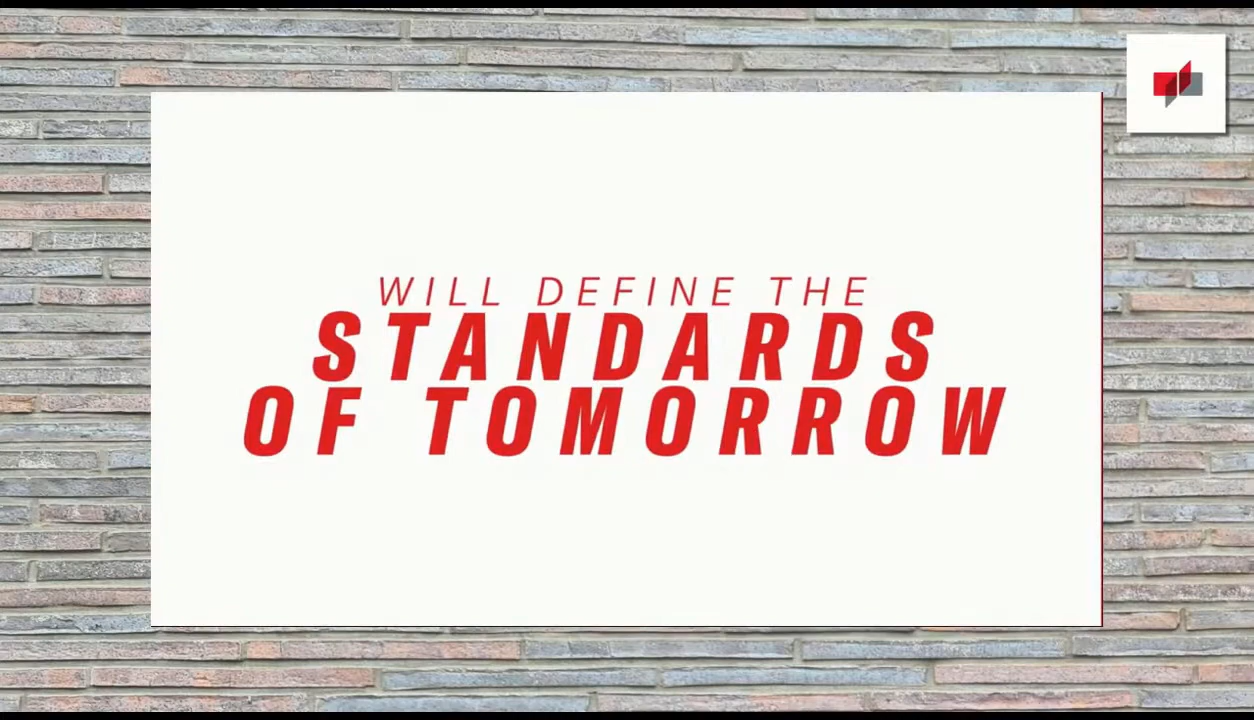 WILL DEFINE THE
STANDARDS
OF TOMORROW